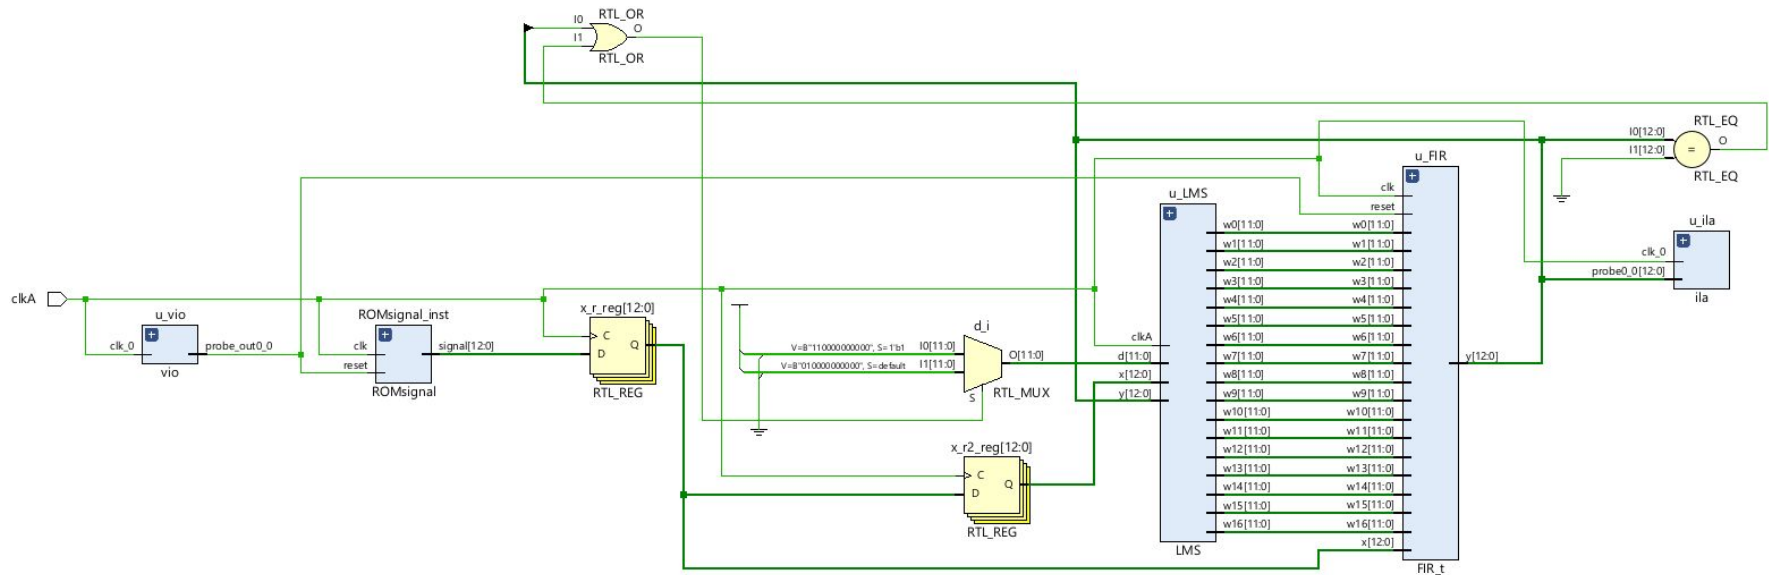 RTL_OR
I0
I1
O
RTL_OR
RTL_EQ
I0[12:0]
I1[12:0]
O
=
RTL_EQ
u_FIR
clk
reset
u_LMS
w0[11:0] w0[11:0]
w1[11:0] w1[11:0]
w2[11:0] w2[11:0]
w3[11:0] w3[11:0]
w4[11:0] w4[11:0]
w5[11:0] w5[11:0]
w6[11:0] w6[11:0]
w7[11:0] w7[11:0]
w8[11:0] w8[11:0]
w9[11:0] w9[11:0]
w10[11:0] w10[11:0]
w11[11:0] w11[11:0]
w12[11:0] w12[11:0]
w13[11:0] w13[11:0]
w14[11:0] w14[11:0]
w15[11:0] w15[11:0]
w16[11:0] w16[11:0]
x[12:0]
y[12:0]
FIR_t
u_ila
clk_0
probe0_0[12:0]
ila
clkA
u_vio
clk_0
probe_out0_0
vio
ROMsignal_inst
clk
reset
signal[12:0]
ROMsignal
x_r_reg[12:0]
C
D
Q
RTL_REG
d_i
V=B"110000000000", S=1'b1 I0[11:0]
V=B"010000000000", S=default I1[11:0]
O[11:0]
S
RTL_MUX
x_r2_reg[12:0]
C
D
Q
RTL_REG
clkA
d[11:0]
x[12:0]
y[12:0]
LMS